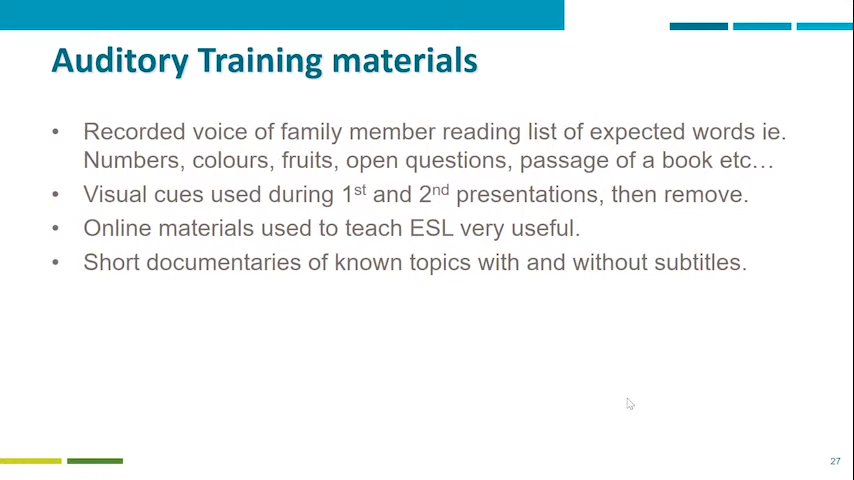 Auditory Training materials
• Recorded voice of family member reading list of expected words ie.
Numbers, colours, fruits, open questions, passage of a book etc…
• Visual cues used during 1st and 2nd presentations, then remove.
• Online materials used to teach ESL very useful.
• Short documentaries of known topics with and without subtitles.
27